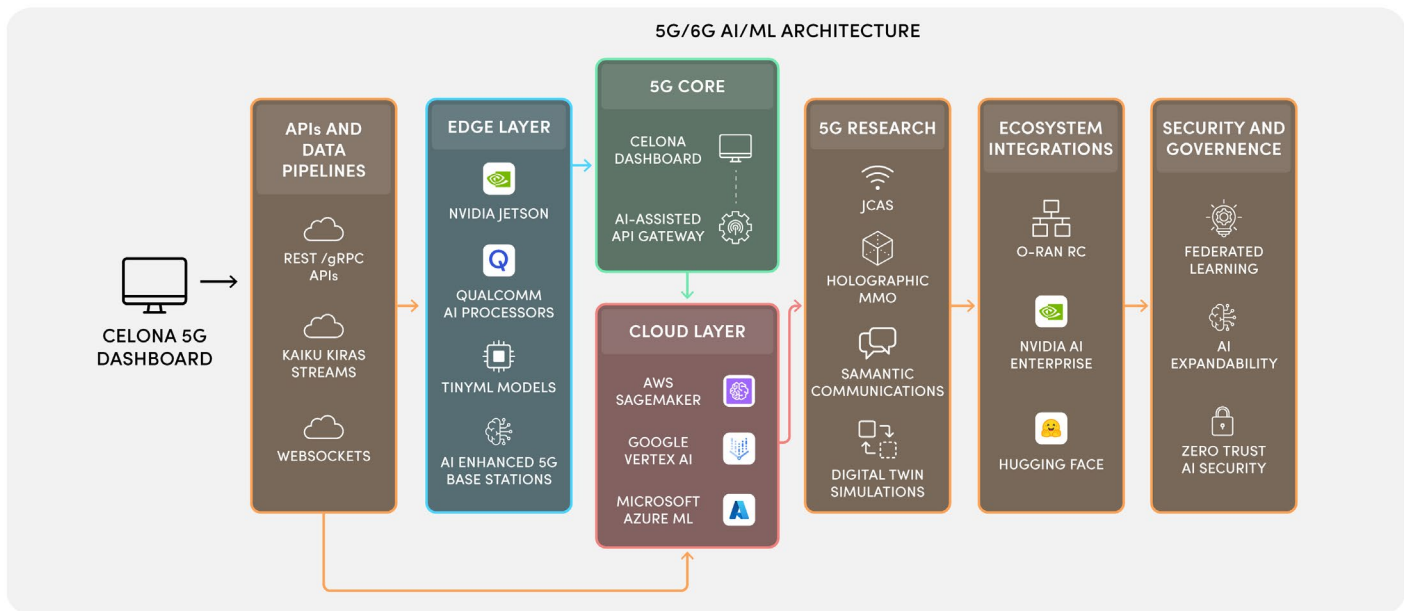 5G/6G AI/ML ARCHITECTURE
CELONA 5G
DASHBOARD
APIs AND
DATA
PIPELINES
REST /gRPC
APIs
KAIKU KIRAS
STREAMS
WEBSOCKETS
EDGE LAYER
NVIDIA JETSON
QUALCOMM
AI PROCESSORS
TINYML MODELS
AI ENHANCED 5G
BASE STATIONS
5G CORE
CELONA
DASHBOARD
AI-ASSISTED
API GATEWAY
CLOUD LAYER
AWS
SAGEMAKER
GOOGLE
VERTEX AI
MICROSOFT
AZURE ML
5G RESEARCH
JCAS
HOLOGRAPHIC
MMO
SAMANTIC
COMMUNICATIONS
DIGITAL TWIN
SIMULATIONS
ECOSYSTEM
INTEGRATIONS
O-RAN RC
NVIDIA AI
ENTERPRISE
HUGGING FACE
SECURITY AND
GOVERNENCE
FEDERATED
LEARNING
AI
EXPANDABILITY
ZERO TRUST
AI SECURITY